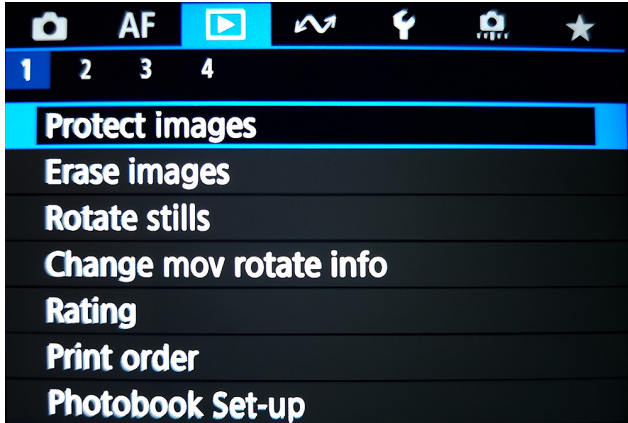 AF
1 2 3 4
Protect images
Erase images
Rotate stills
Change mov rotate info
Rating
Print order
Photobook Set-up